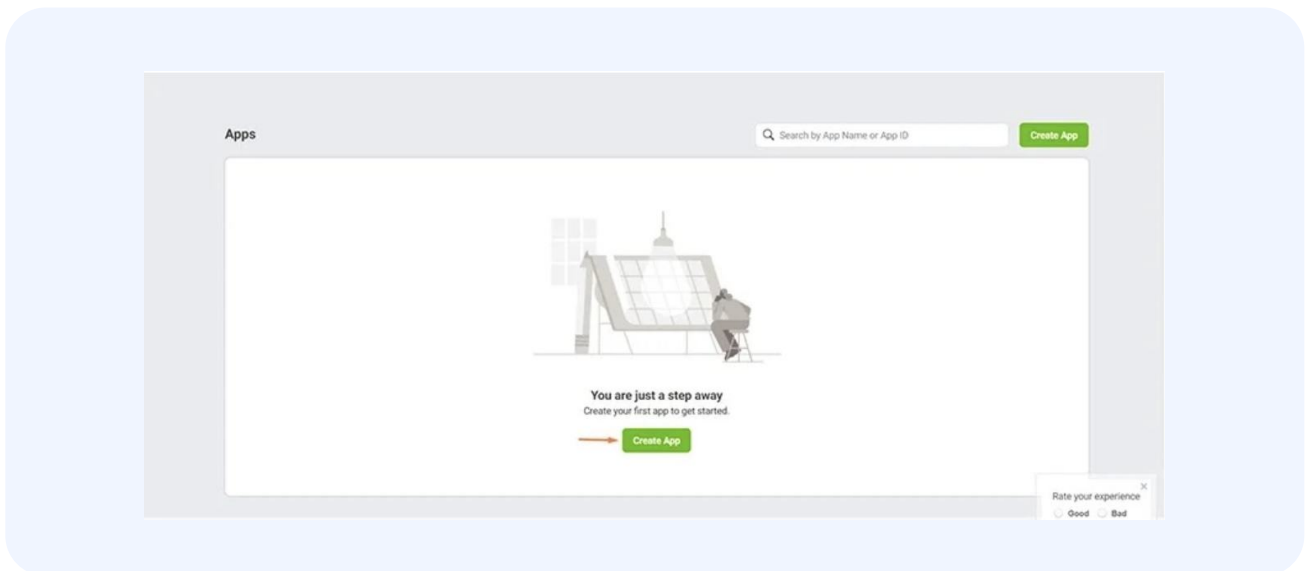 Apps
Search by App Name or App ID
Create App
You are just a step away
Create your first app to get started.
Create App
Rate your experience
Good Bad